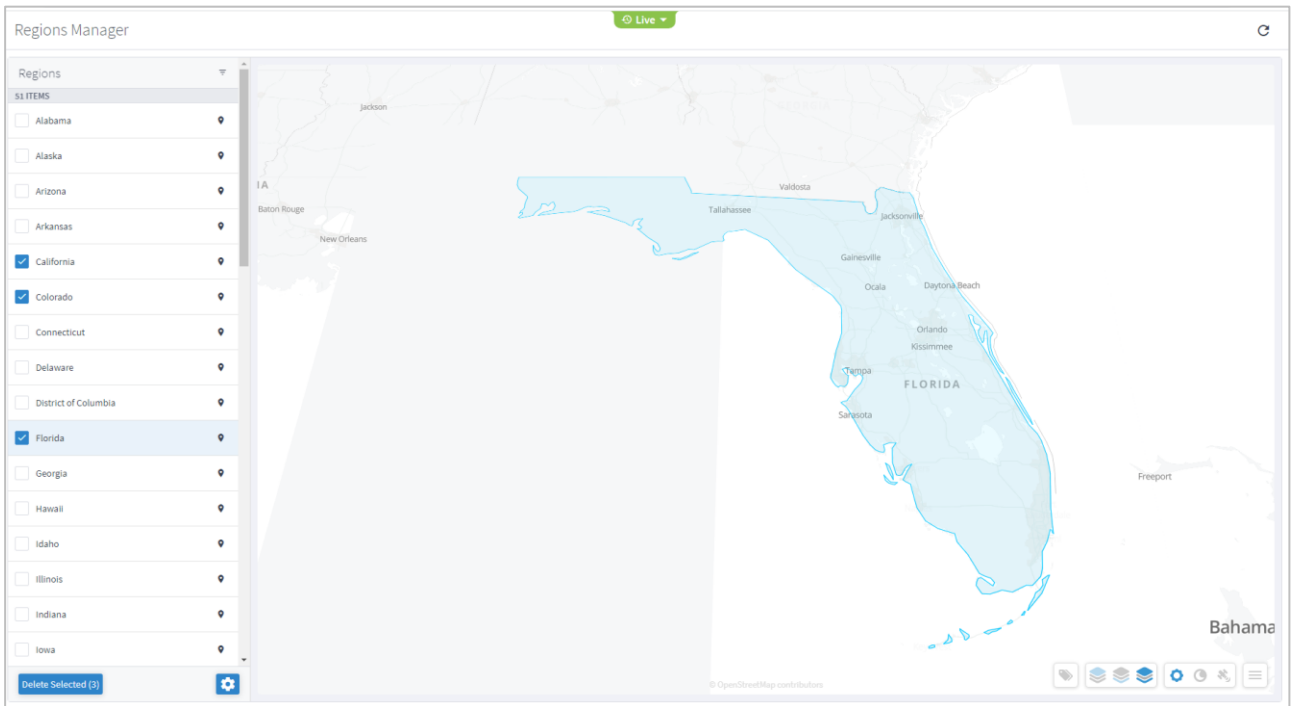 Regions Manager
Live
Regions
51 ITEMS
Alabama
Alaska
Arizona
Arkansas
California
Colorado
Connecticut
Delaware
District of Columbia
Florida
Georgia
Hawaii
Idaho
Illinois
Indiana
Iowa
Delete Selected (3)
Jackson
IA
Baton Rouge
New Orleans
Valdosta
Tallahassee
Jacksonville
Gainesville
Ocala
Daytona Beach
Orlando
Kissimmee
Tampa
FLORIDA
Sarasota
Freeport
Bahama
© OpenStreetMap contributors